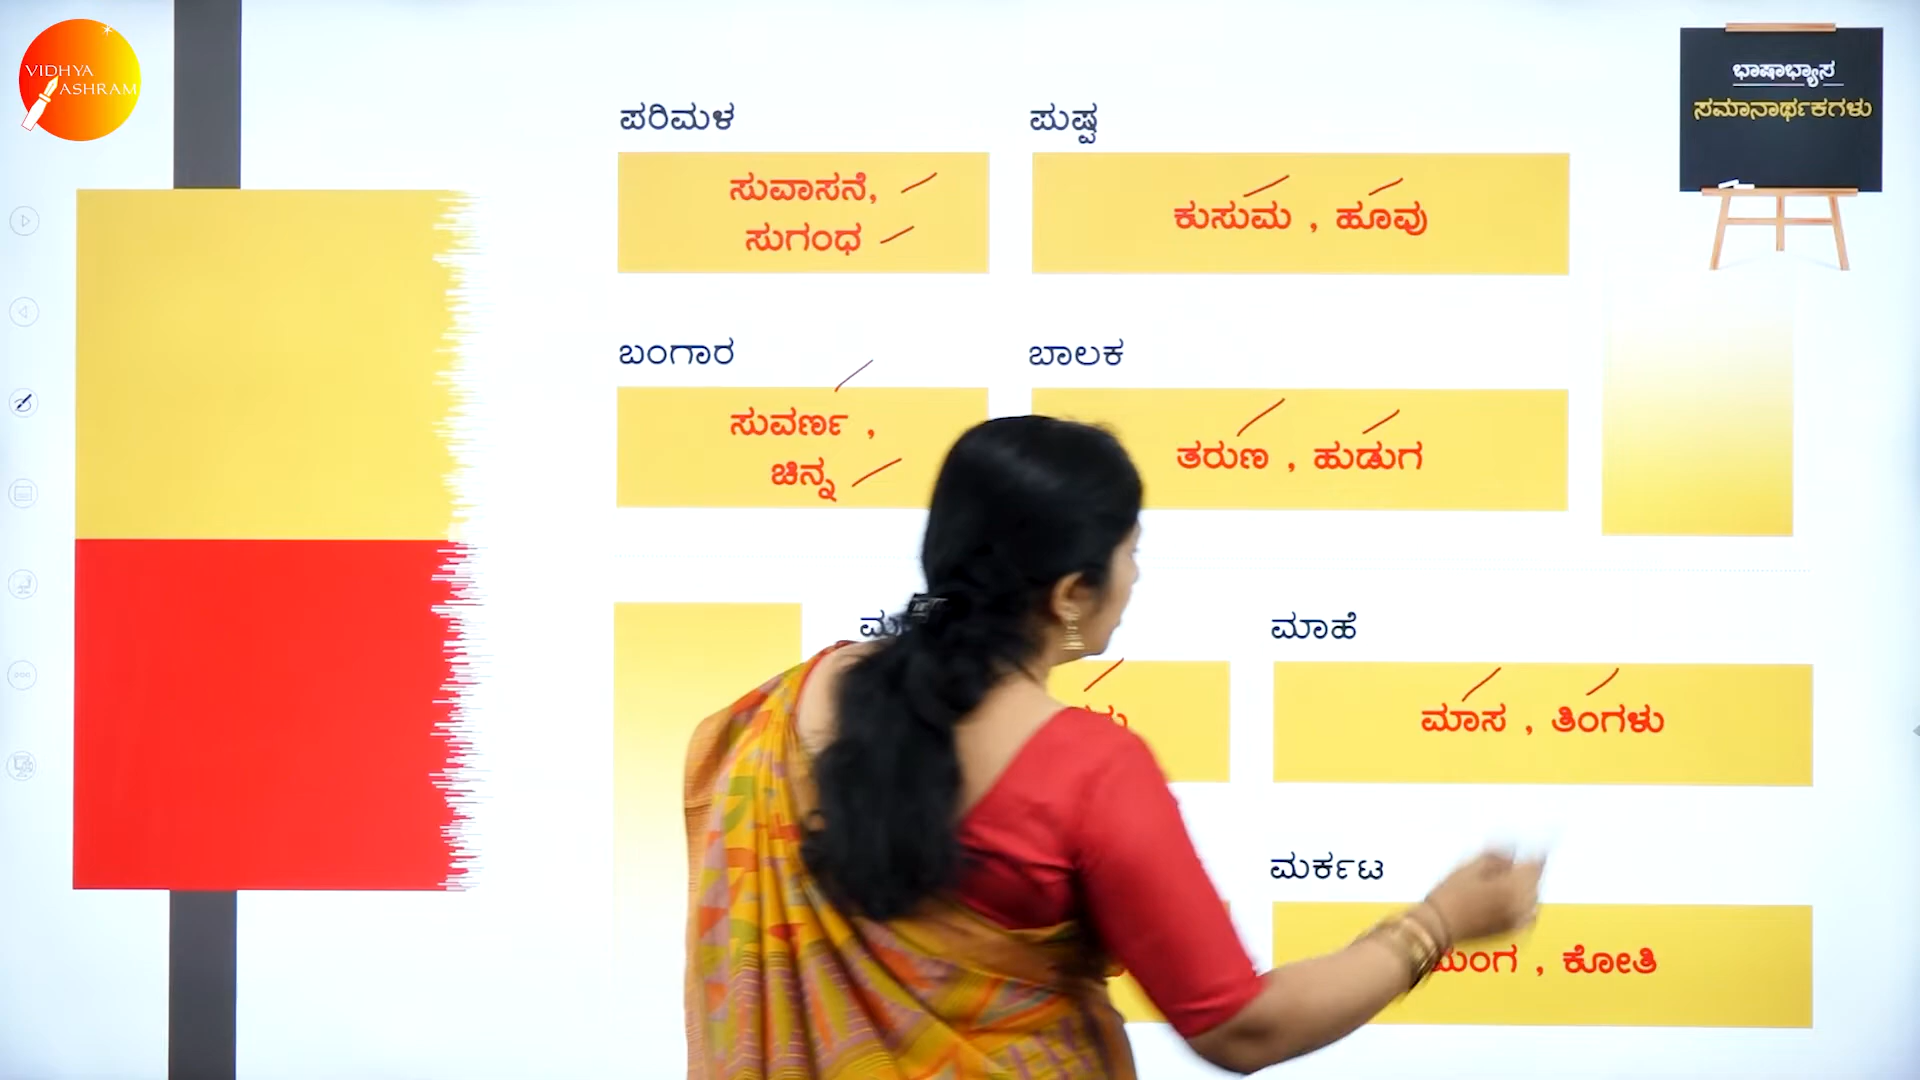 VIDHYA
ASHRAM
ಭಾಷಾಭ್ಯಾಸ
ಸಮಾನಾರ್ಥಕಗಳು
ಪರಿಮಳ
ಸುವಾಸನೆ,
ಸುಗಂಧ
ಪುಷ್ಪ
ಕುಸುಮ , ಹೂವು
ಬಂಗಾರ
ಸುವರ್ಣ ,
ಚಿನ್ನ
ಬಾಲಕ
ತರುಣ , ಹುಡುಗ
ಮಾಹೆ
ಮಾಸ , ತಿಂಗಳು
ಮರ್ಕಟ
ಮಂಗ , ಕೋತಿ